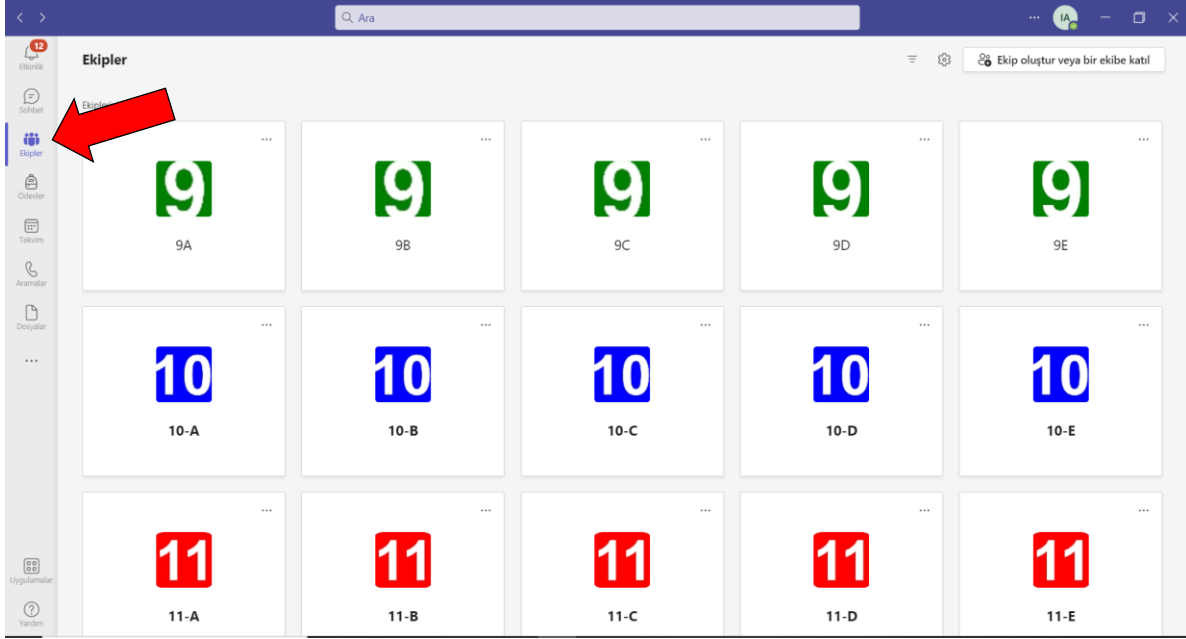 Ara
IA
12
Etkinlik
Sohbet
Ekipler
Ödevler
Takvim
Aramalar
Dosyalar
Uygulamalar
Yardım
Ekipler
Ekip oluştur veya bir ekibe katıl
9 9 9 9 9
9A 9B 9C 9D 9E
10 10 10 10 10
10-A 10-B 10-C 10-D 10-E
11 11 11 11 11
11-A 11-B 11-C 11-D 11-E